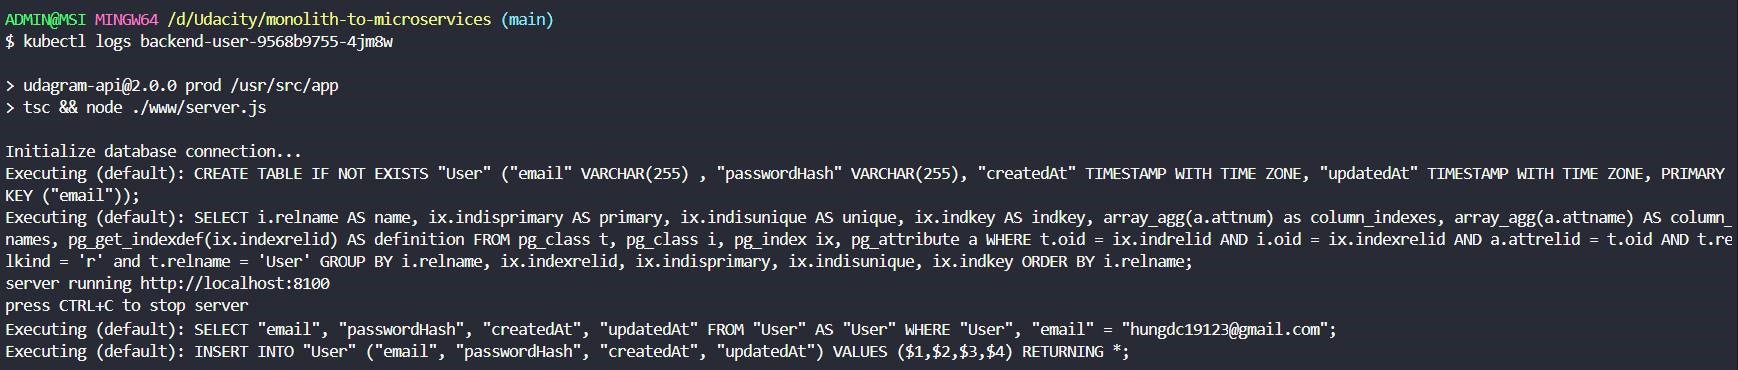 ADMIN@MSI MINGW64 /d/Udacity/monolith-to-microservices (main)
$ kubectl logs backend-user-9568b9755-4jm8w
> udagram-api@2.0.0 prod /usr/src/app
> tsc && node ./www/server.js
Initialize database connection...
Executing (default): CREATE TABLE IF NOT EXISTS "User" ("email" VARCHAR(255) , "passwordHash" VARCHAR(255), "createdAt" TIMESTAMP WITH TIME ZONE, "updatedAt" TIMESTAMP WITH TIME ZONE, PRIMARY
KEY ("email"));
Executing (default): SELECT i.relname AS name, ix.indisprimary AS primary, ix.indisunique AS unique, ix.indkey AS indkey, array_agg(a.attnum) as column_indexes, array_agg(a.attname) AS column_
names, pg_get_indexdef(ix.indexrelid) AS definition FROM pg_class t, pg_class i, pg_index ix, pg_attribute a WHERE t.oid = ix.indrelid AND i.oid = ix.indexrelid AND a.attrelid = t.oid AND t.re
lkind = 'r' and t.relname = 'User' GROUP BY i.relname, ix.indexrelid, ix.indisprimary, ix.indisunique, ix.indkey ORDER BY i.relname;
server running http://localhost:8100
press CTRL+C to stop server
Executing (default): SELECT "email", "passwordHash", "createdAt", "updatedAt" FROM "User" AS "User" WHERE "User", "email" = "hungdc19123@gmail.com";
Executing (default): INSERT INTO "User" ("email", "passwordHash", "createdAt", "updatedAt") VALUES ($1,$2,$3,$4) RETURNING *;